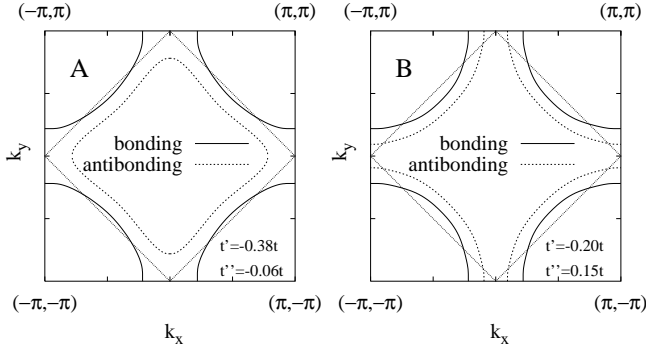 (−π,π) (π,π) (−π,π) (π,π)
A B
k_y k_y
bonding bonding
antibonding antibonding
t'=-0.38t t'=-0.20t
t''=-0.06t t''=0.15t
(−π,−π) (π,−π) (−π,−π) (π,−π)
k_x k_x